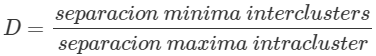 D = separacion minima interclusters / separacion maxima intracluster